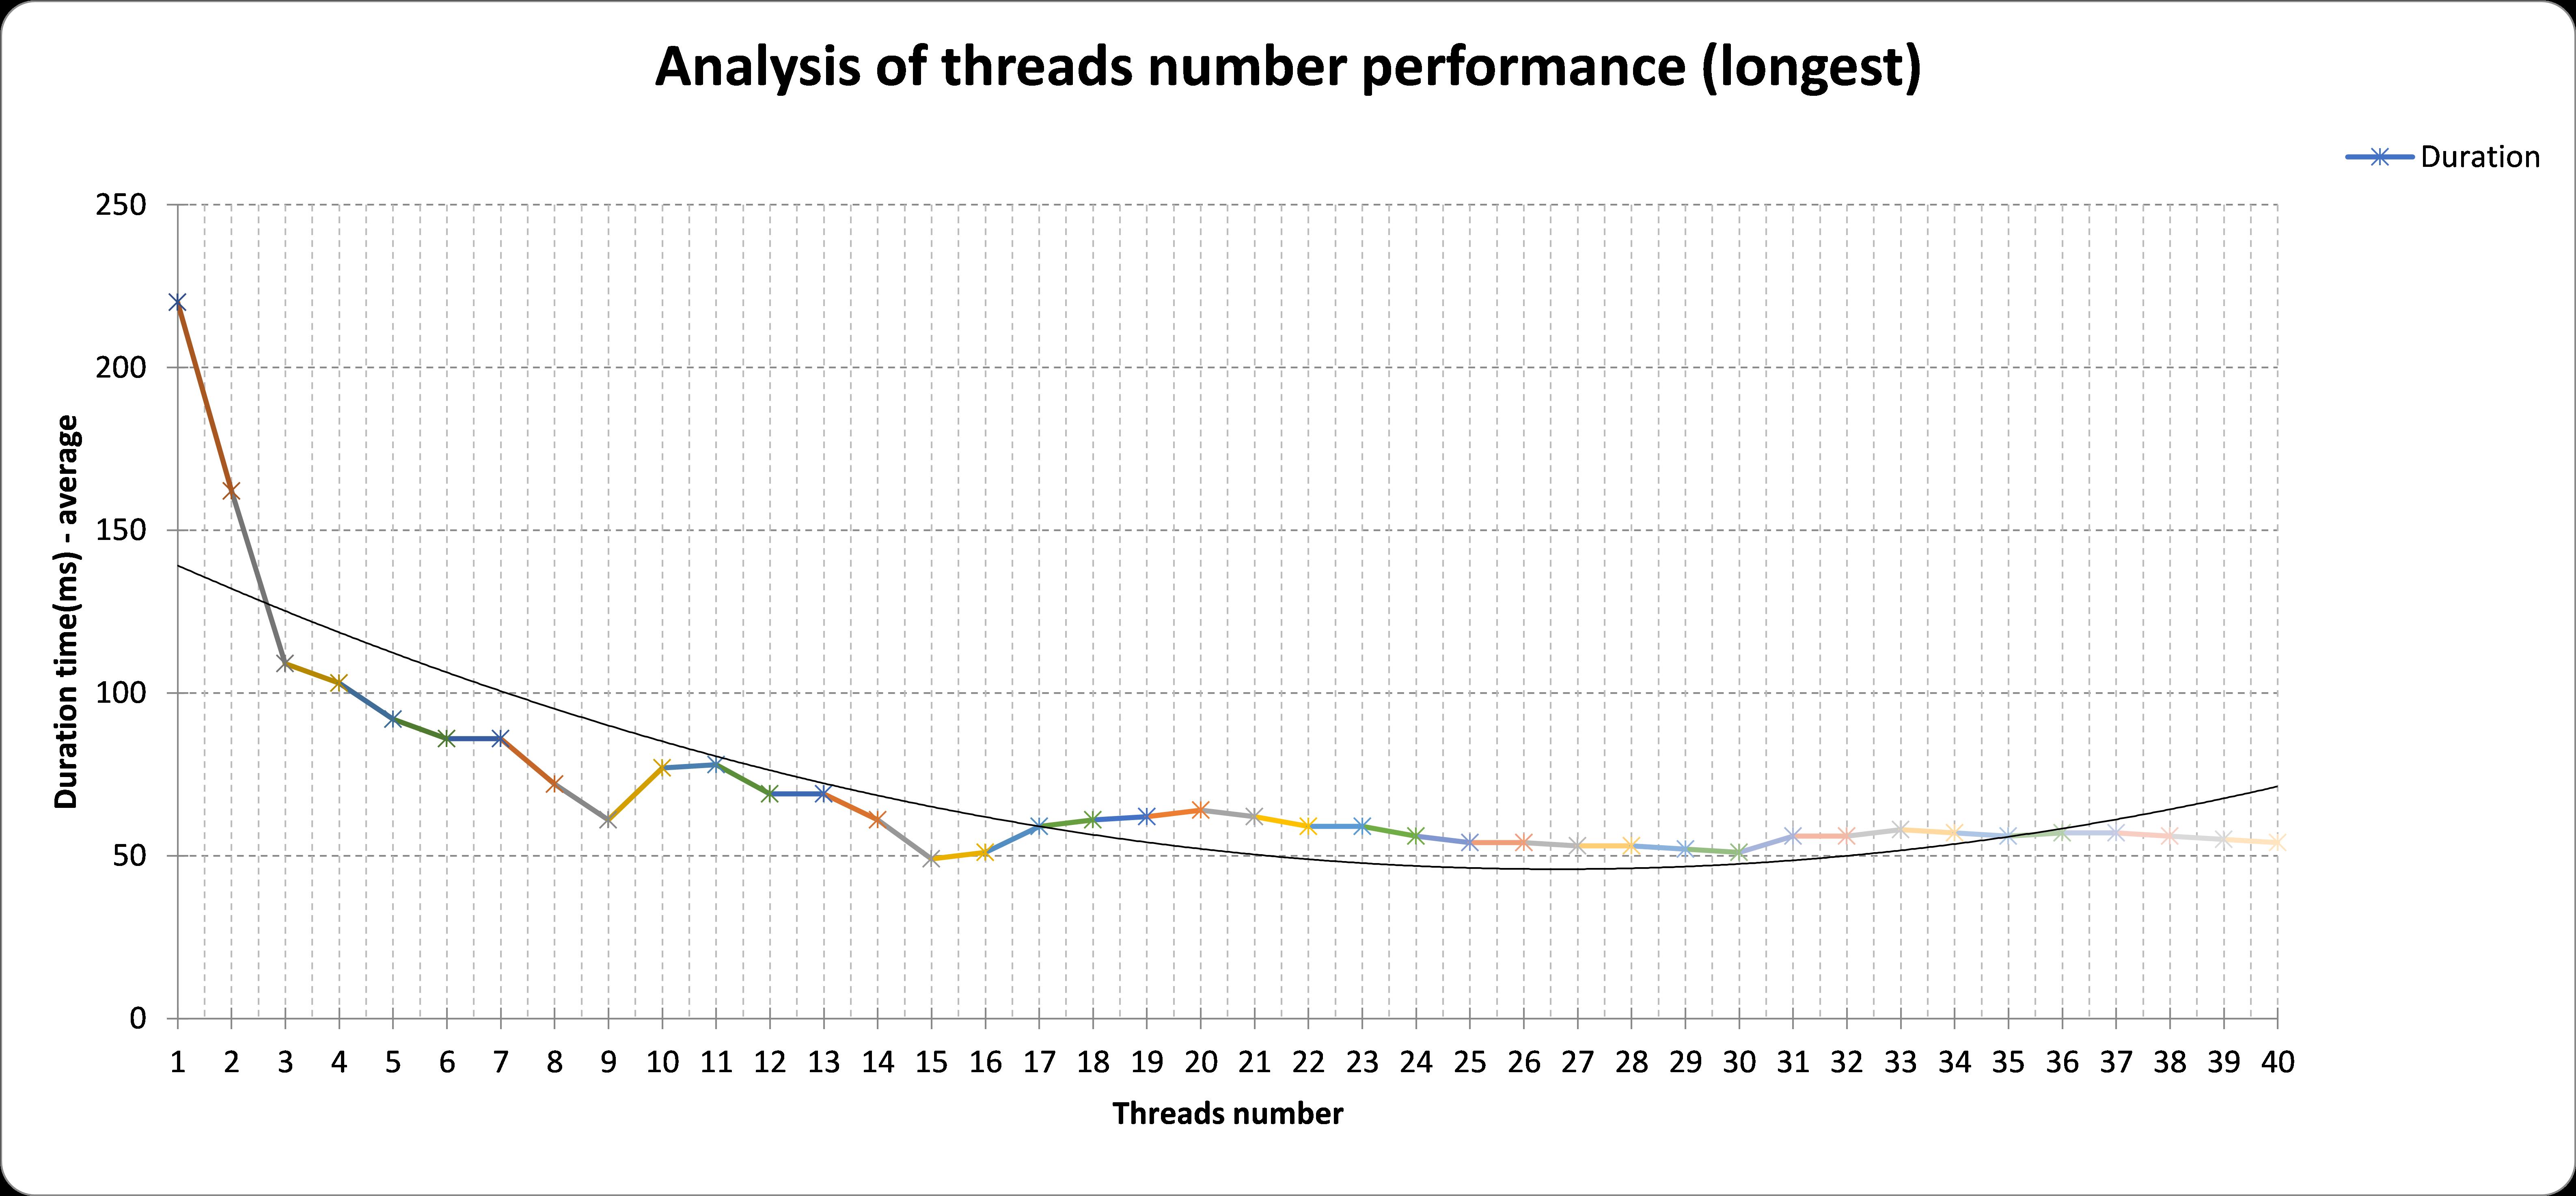 Analysis of threads number performance (longest)
Duration
250
200
150
100
50
0
Duration time(ms) - average
1 2 3 4 5 6 7 8 9 10 11 12 13 14 15 16 17 18 19 20 21 22 23 24 25 26 27 28 29 30 31 32 33 34 35 36 37 38 39 40
Threads number